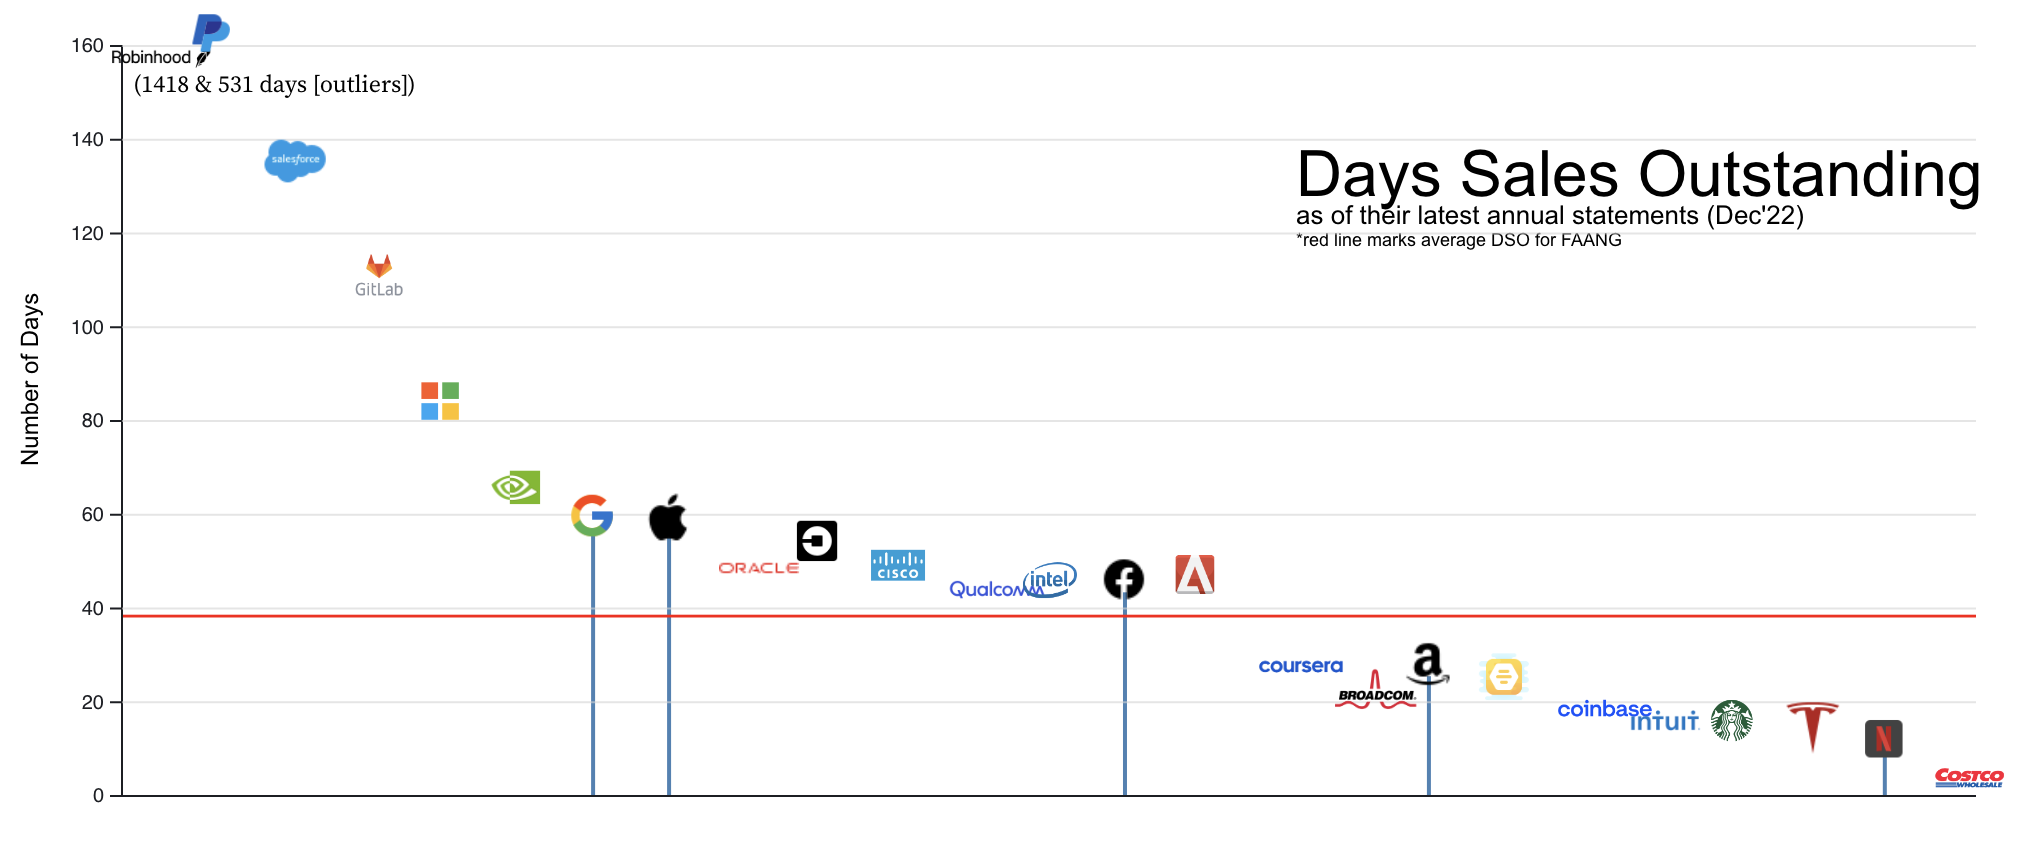 160
Robinhood
(1418 & 531 days [outliers])
140
salesforce
Days Sales Outstanding
as of their latest annual statements (Dec'22)
*red line marks average DSO for FAANG
120
GitLab
100
Number of Days
80
60
ORACLE
CISCO
Qualcomm
intel
40
coursera
BROADCOM.
a
20
coinbase
INTUIT
N
COSTCO
WHOLESALE
0